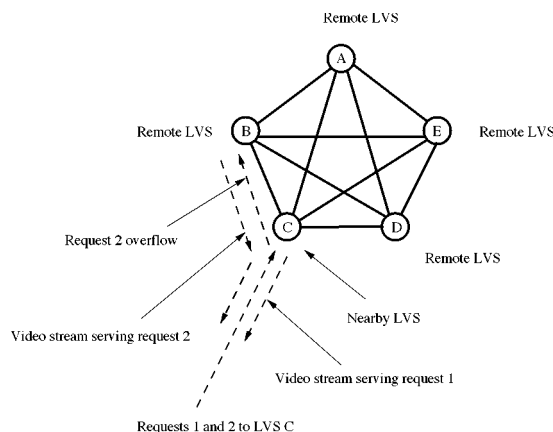 Remote LVS
A
Remote LVS
B
E
Remote LVS
C
D
Request 2 overflow
Remote LVS
Nearby LVS
Video stream serving request 2
Video stream serving request 1
Requests 1 and 2 to LVS C